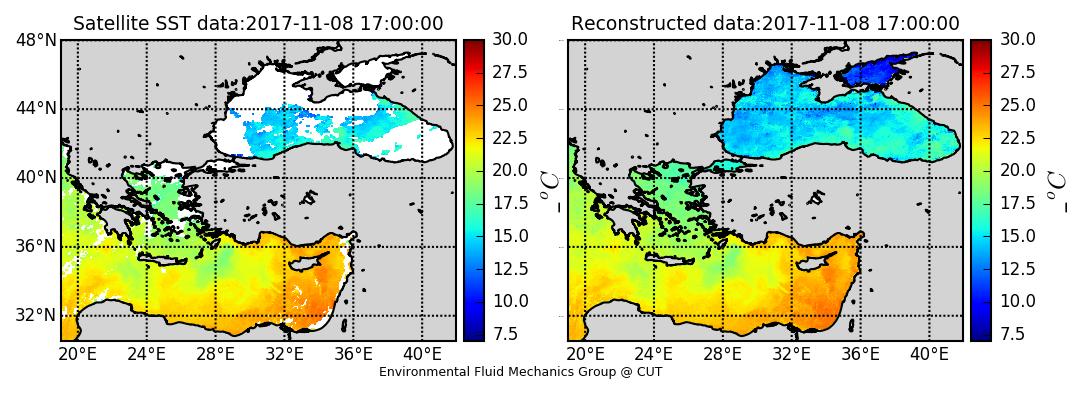 Satellite SST data:2017-11-08 17:00:00
48°N
44°N
40°N
36°N
32°N
20°E 24°E 28°E 32°E 36°E 40°E
30.0
27.5
25.0
22.5
20.0
17.5
15.0
12.5
10.0
7.5
_ °C
Reconstructed data:2017-11-08 17:00:00
20°E 24°E 28°E 32°E 36°E 40°E
30.0
27.5
25.0
22.5
20.0
17.5
15.0
12.5
10.0
7.5
_ °C
Environmental Fluid Mechanics Group @ CUT